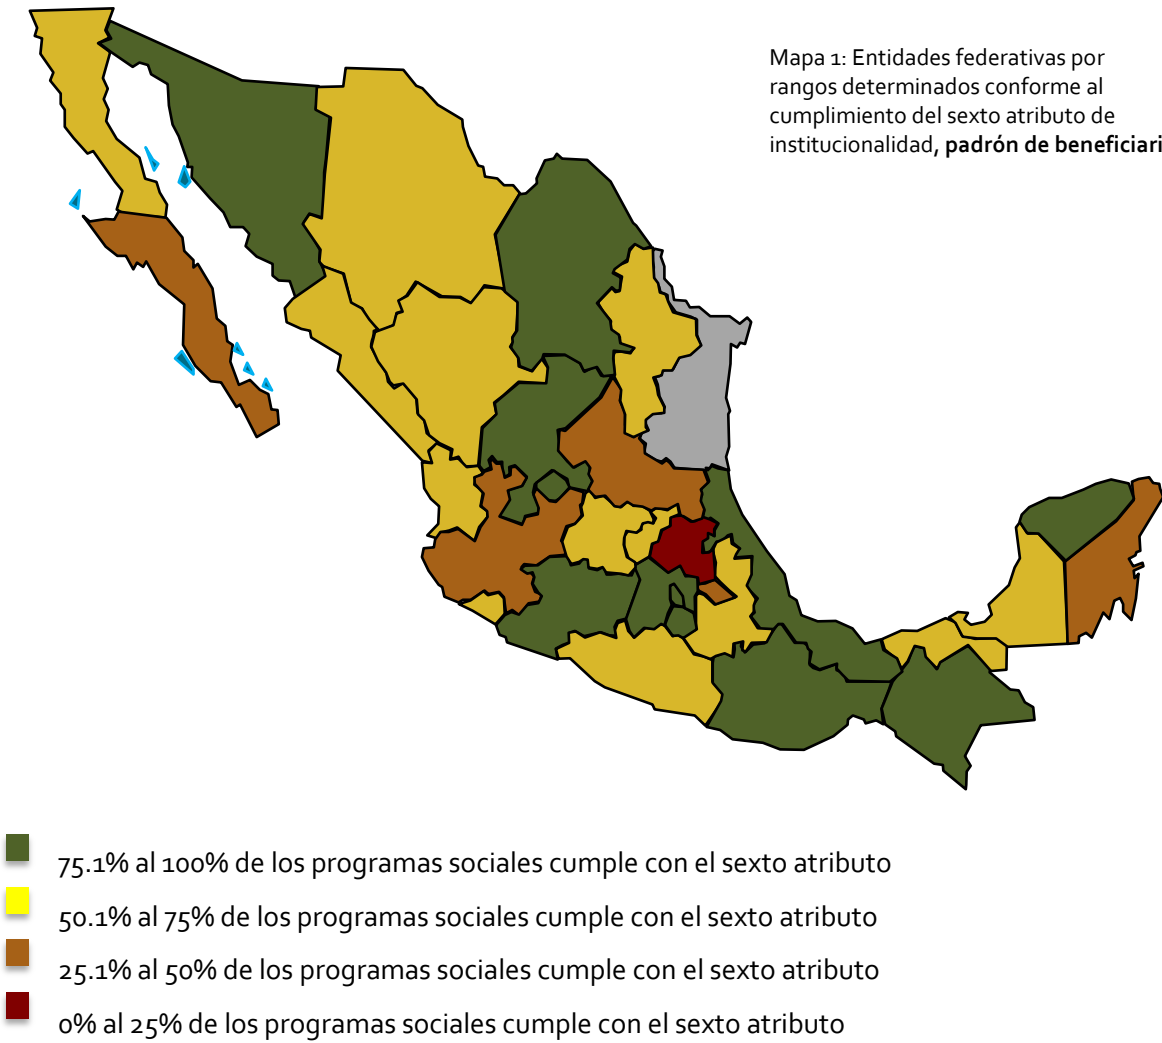 Mapa 1: Entidades federativas por
rangos determinados conforme al
cumplimiento del sexto atributo de
institucionalidad, padrón de beneficiari
75.1% al 100% de los programas sociales cumple con el sexto atributo
50.1% al 75% de los programas sociales cumple con el sexto atributo
25.1% al 50% de los programas sociales cumple con el sexto atributo
0% al 25% de los programas sociales cumple con el sexto atributo